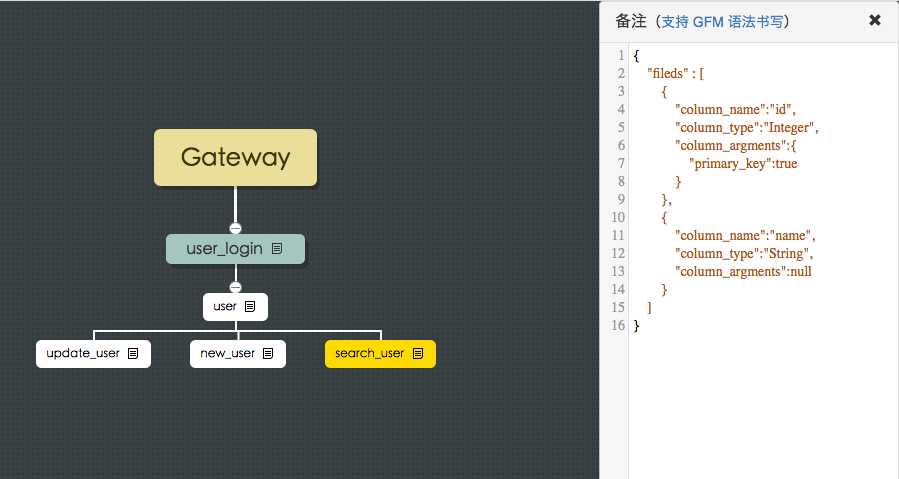 Gateway
user_login
user
update_user
new_user
search_user
备注（支持 GFM 语法书写）
1 {
2 "fileds" : [
3 {
4 "column_name":"id",
5 "column_type":"Integer",
6 "column_argments":{
7 "primary_key":true
8 }
9 },
10 {
11 "column_name":"name",
12 "column_type":"String",
13 "column_arguments":null
14 }
15 ]
16 }